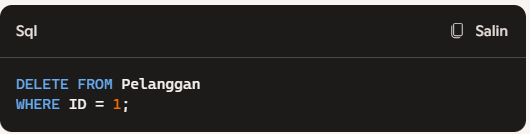 Sql
Salin
DELETE FROM Pelanggan
WHERE ID = 1;